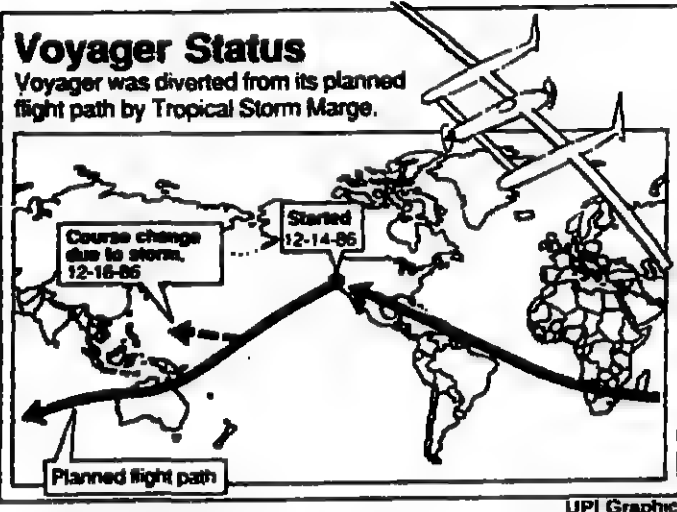 Voyager Status
Voyager was diverted from its planned
flight path by Tropical Storm Marge.
Started
12-14-86
Course change
due to storm,
12-16-86
Planned flight path
UPI Graphic